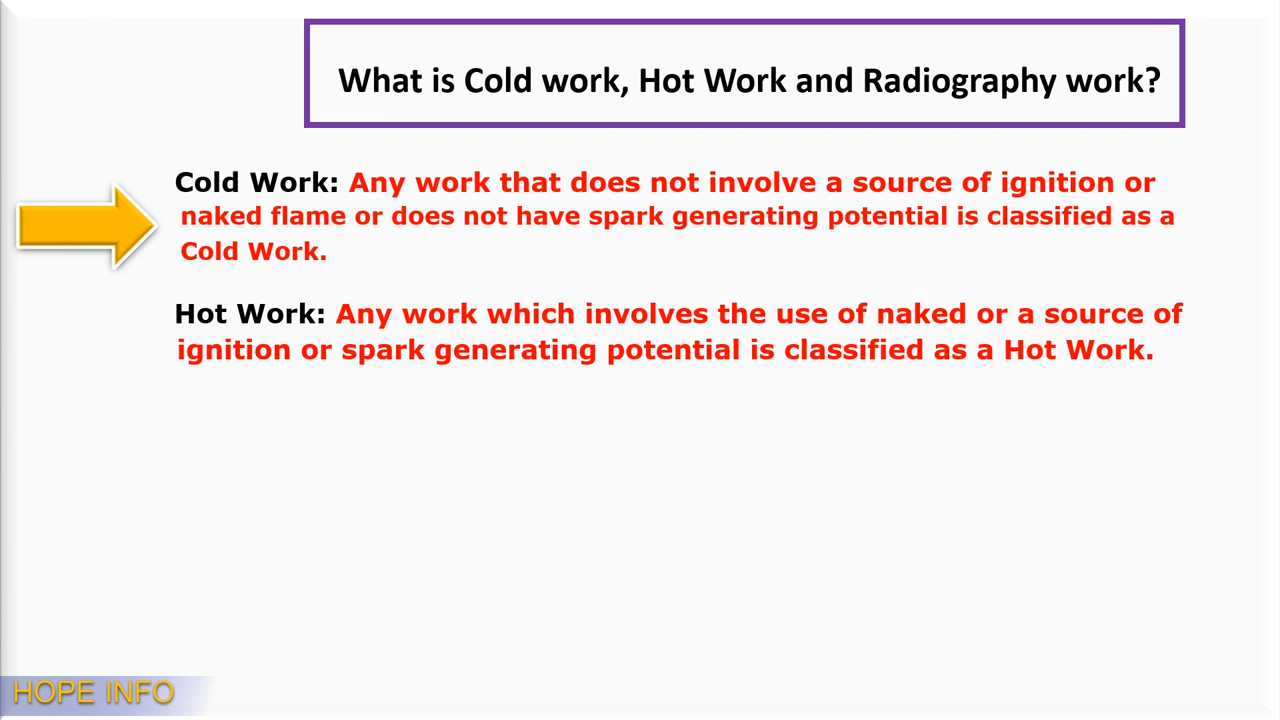 What is Cold work, Hot Work and Radiography work?
Cold Work: Any work that does not involve a source of ignition or
naked flame or does not have spark generating potential is classified as a
Cold Work.
Hot Work: Any work which involves the use of naked or a source of
ignition or spark generating potential is classified as a Hot Work.
HOPE INFO